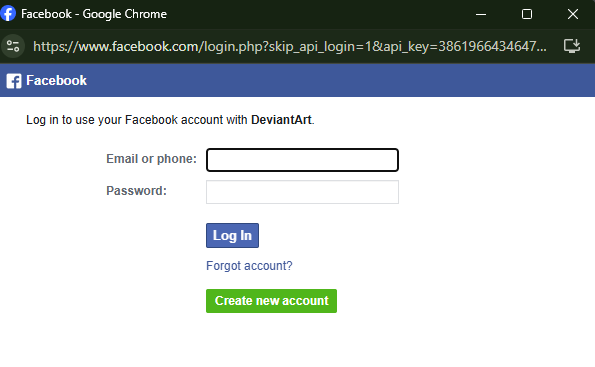 Facebook - Google Chrome
https://www.facebook.com/login.php?skip_api_login=1&api_key=3861966434647...
Facebook
Log in to use your Facebook account with DeviantArt.
Email or phone:
Password:
Log In
Forgot account?
Create new account